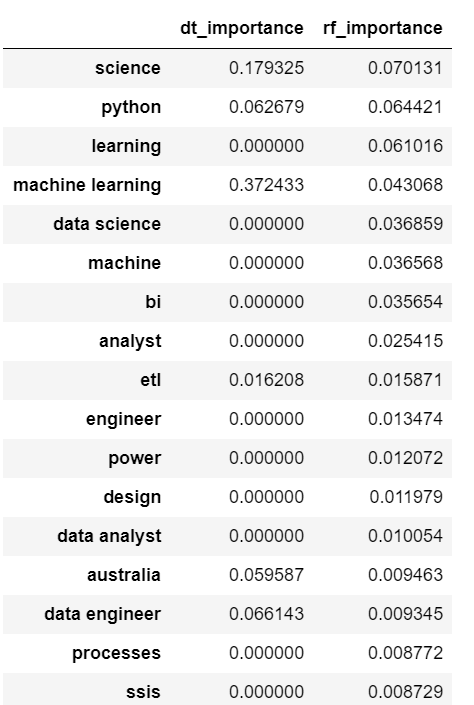 dt_importance rf_importance
science 0.179325 0.070131
python 0.062679 0.064421
learning 0.000000 0.061016
machine learning 0.372433 0.043068
data science 0.000000 0.036859
machine 0.000000 0.036568
bi 0.000000 0.035654
analyst 0.000000 0.025415
etl 0.016208 0.015871
engineer 0.000000 0.013474
power 0.000000 0.012072
design 0.000000 0.011979
data analyst 0.000000 0.010054
australia 0.059587 0.009463
data engineer 0.066143 0.009345
processes 0.000000 0.008772
ssis 0.000000 0.008729